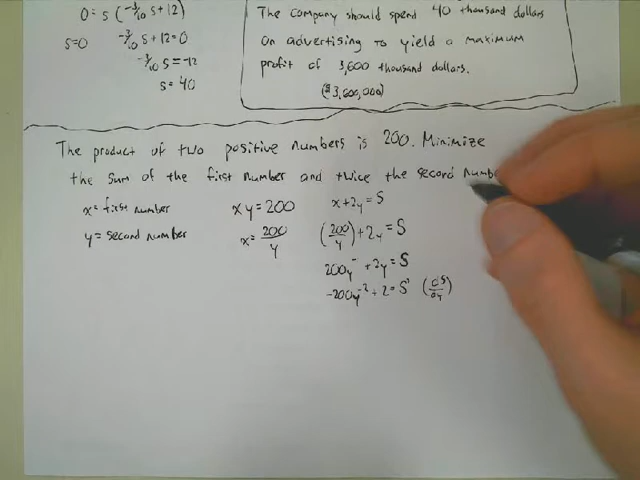 0 = s(-3/10 s + 12)
s=0 -3/10 s + 12 = 0
-3/10 s = -12
s = 40
The company should spend 40 thousand dollars
on advertising to yield a maximum
profit of 3,600 thousand dollars.
($3,600,000)
The product of two positive numbers is 200. Minimize
the sum of the first number and twice the second
x = first number
y = second number
xy = 200
x = 200/y
x + 2y = S
(200/y) + 2y = S
200y⁻ + 2y = S
-200y⁻² + 2 = S' (dS/dy)